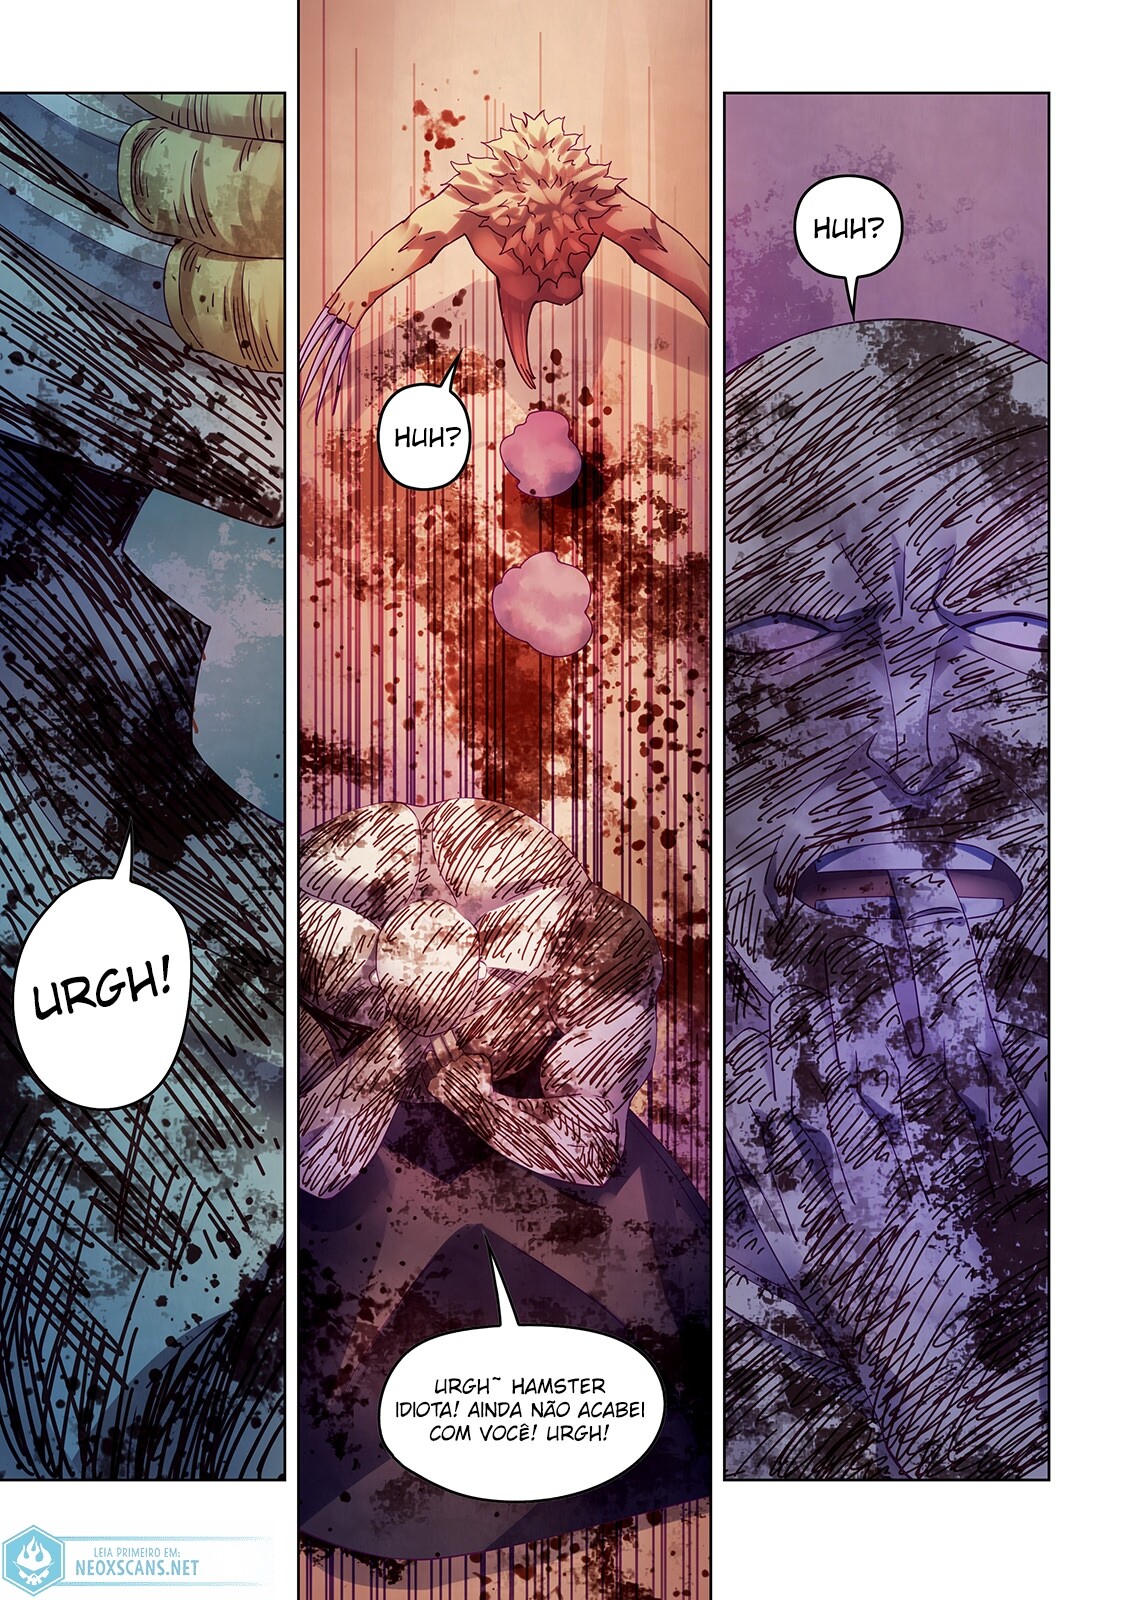 HUH?
HUH?
URGH~ HAMSTER
IDIOTA! AINDA NÃO ACABEI
COM VOCÊ! URGH!
URGH!
LEIA PRIMEIRO EM:
NEOXSCANS.NET